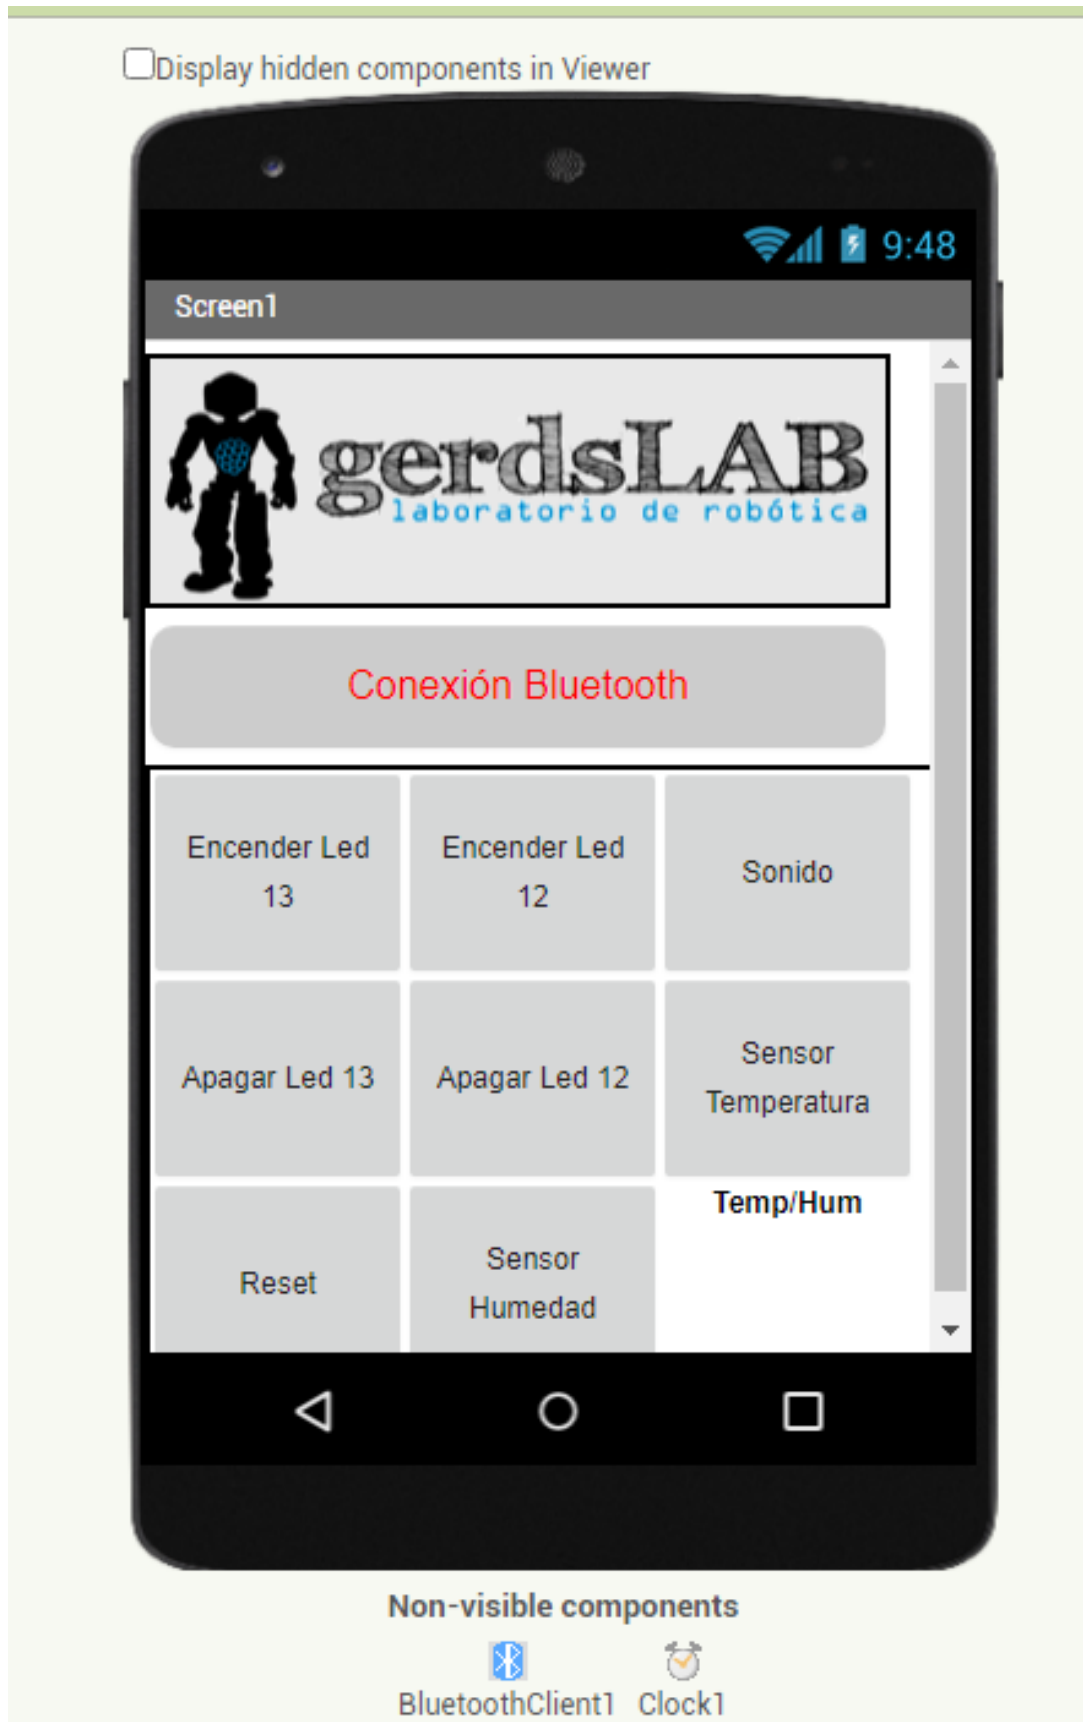 Display hidden components in Viewer
9:48
Screen1
gerdsLAB
laboratorio de robótica
Conexión Bluetooth
Encender Led
13
Encender Led
12
Sonido
Apagar Led 13
Apagar Led 12
Sensor
Temperatura
Reset
Sensor
Humedad
Temp/Hum
Non-visible components
BluetoothClient1
Clock1